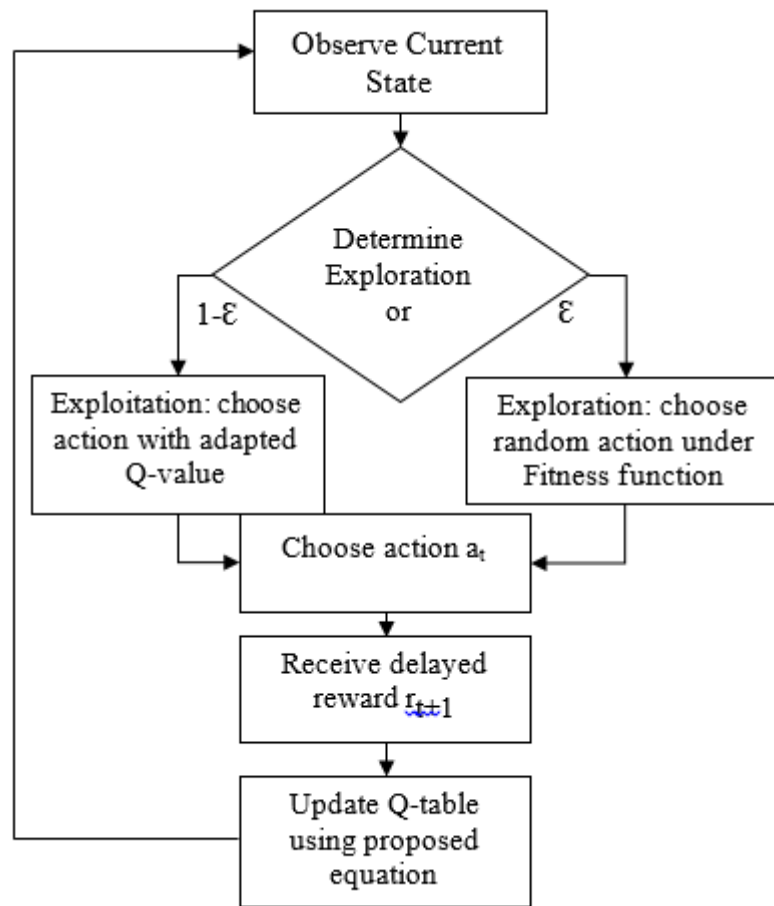 Observe Current
State
Determine
Exploration
or
1-Ɛ
Ɛ
Exploitation: choose
action with adapted
Q-value
Exploration: choose
random action under
Fitness function
Choose action aₜ
Receive delayed
reward rₜ₊₁
Update Q-table
using proposed
equation